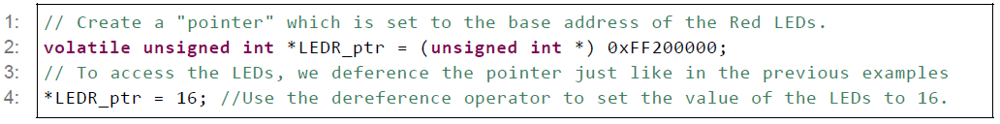 1: // Create a "pointer" which is set to the base address of the Red LEDs.
2: volatile unsigned int *LEDR_ptr = (unsigned int *) 0xFF200000;
3: // To access the LEDs, we deference the pointer just like in the previous examples
4: *LEDR_ptr = 16; //Use the dereference operator to set the value of the LEDs to 16.